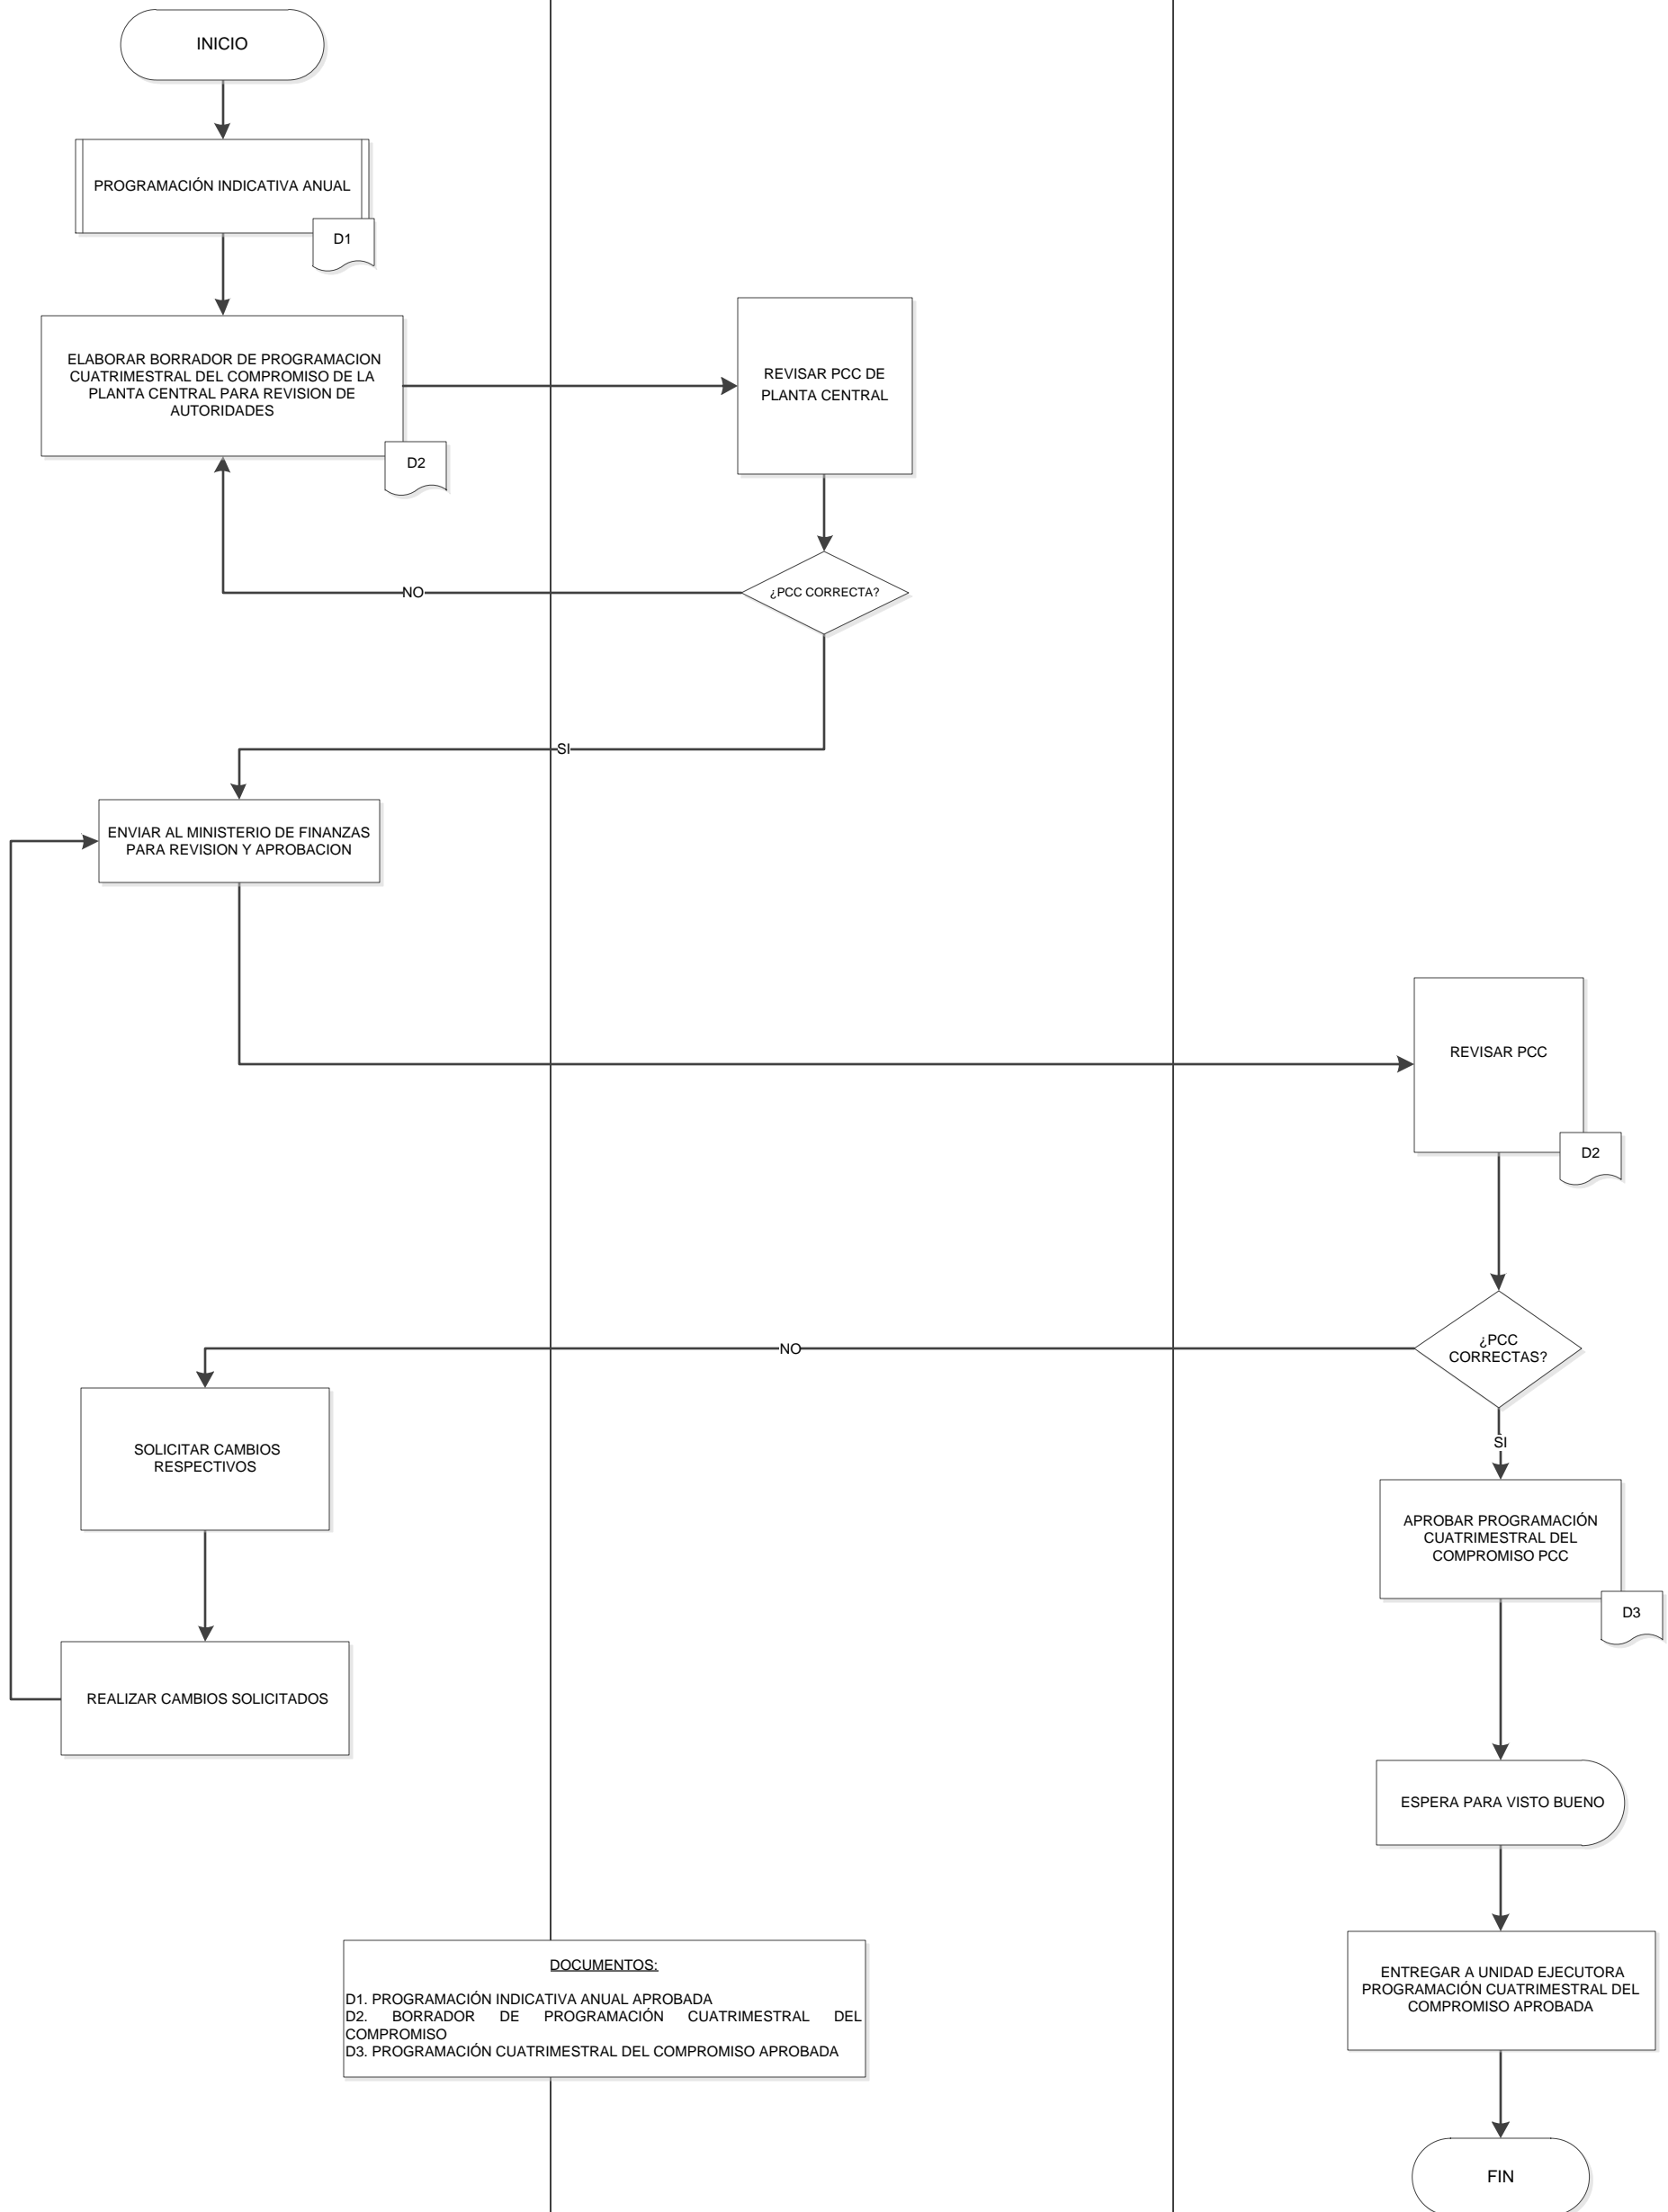 INICIO
PROGRAMACIÓN INDICATIVA ANUAL
D1
ELABORAR BORRADOR DE PROGRAMACION
CUATRIMESTRAL DEL COMPROMISO DE LA
PLANTA CENTRAL PARA REVISION DE
AUTORIDADES
D2
REVISAR PCC DE
PLANTA CENTRAL
¿PCC CORRECTA?
NO
SI
ENVIAR AL MINISTERIO DE FINANZAS
PARA REVISION Y APROBACION
REVISAR PCC
D2
¿PCC
CORRECTAS?
NO
SI
SOLICITAR CAMBIOS
RESPECTIVOS
REALIZAR CAMBIOS SOLICITADOS
APROBAR PROGRAMACIÓN
CUATRIMESTRAL DEL
COMPROMISO PCC
D3
ESPERA PARA VISTO BUENO
ENTREGAR A UNIDAD EJECUTORA
PROGRAMACIÓN CUATRIMESTRAL DEL
COMPROMISO APROBADA
FIN
DOCUMENTOS:
D1. PROGRAMACIÓN INDICATIVA ANUAL APROBADA
D2. BORRADOR DE PROGRAMACIÓN CUATRIMESTRAL DEL
COMPROMISO
D3. PROGRAMACIÓN CUATRIMESTRAL DEL COMPROMISO APROBADA